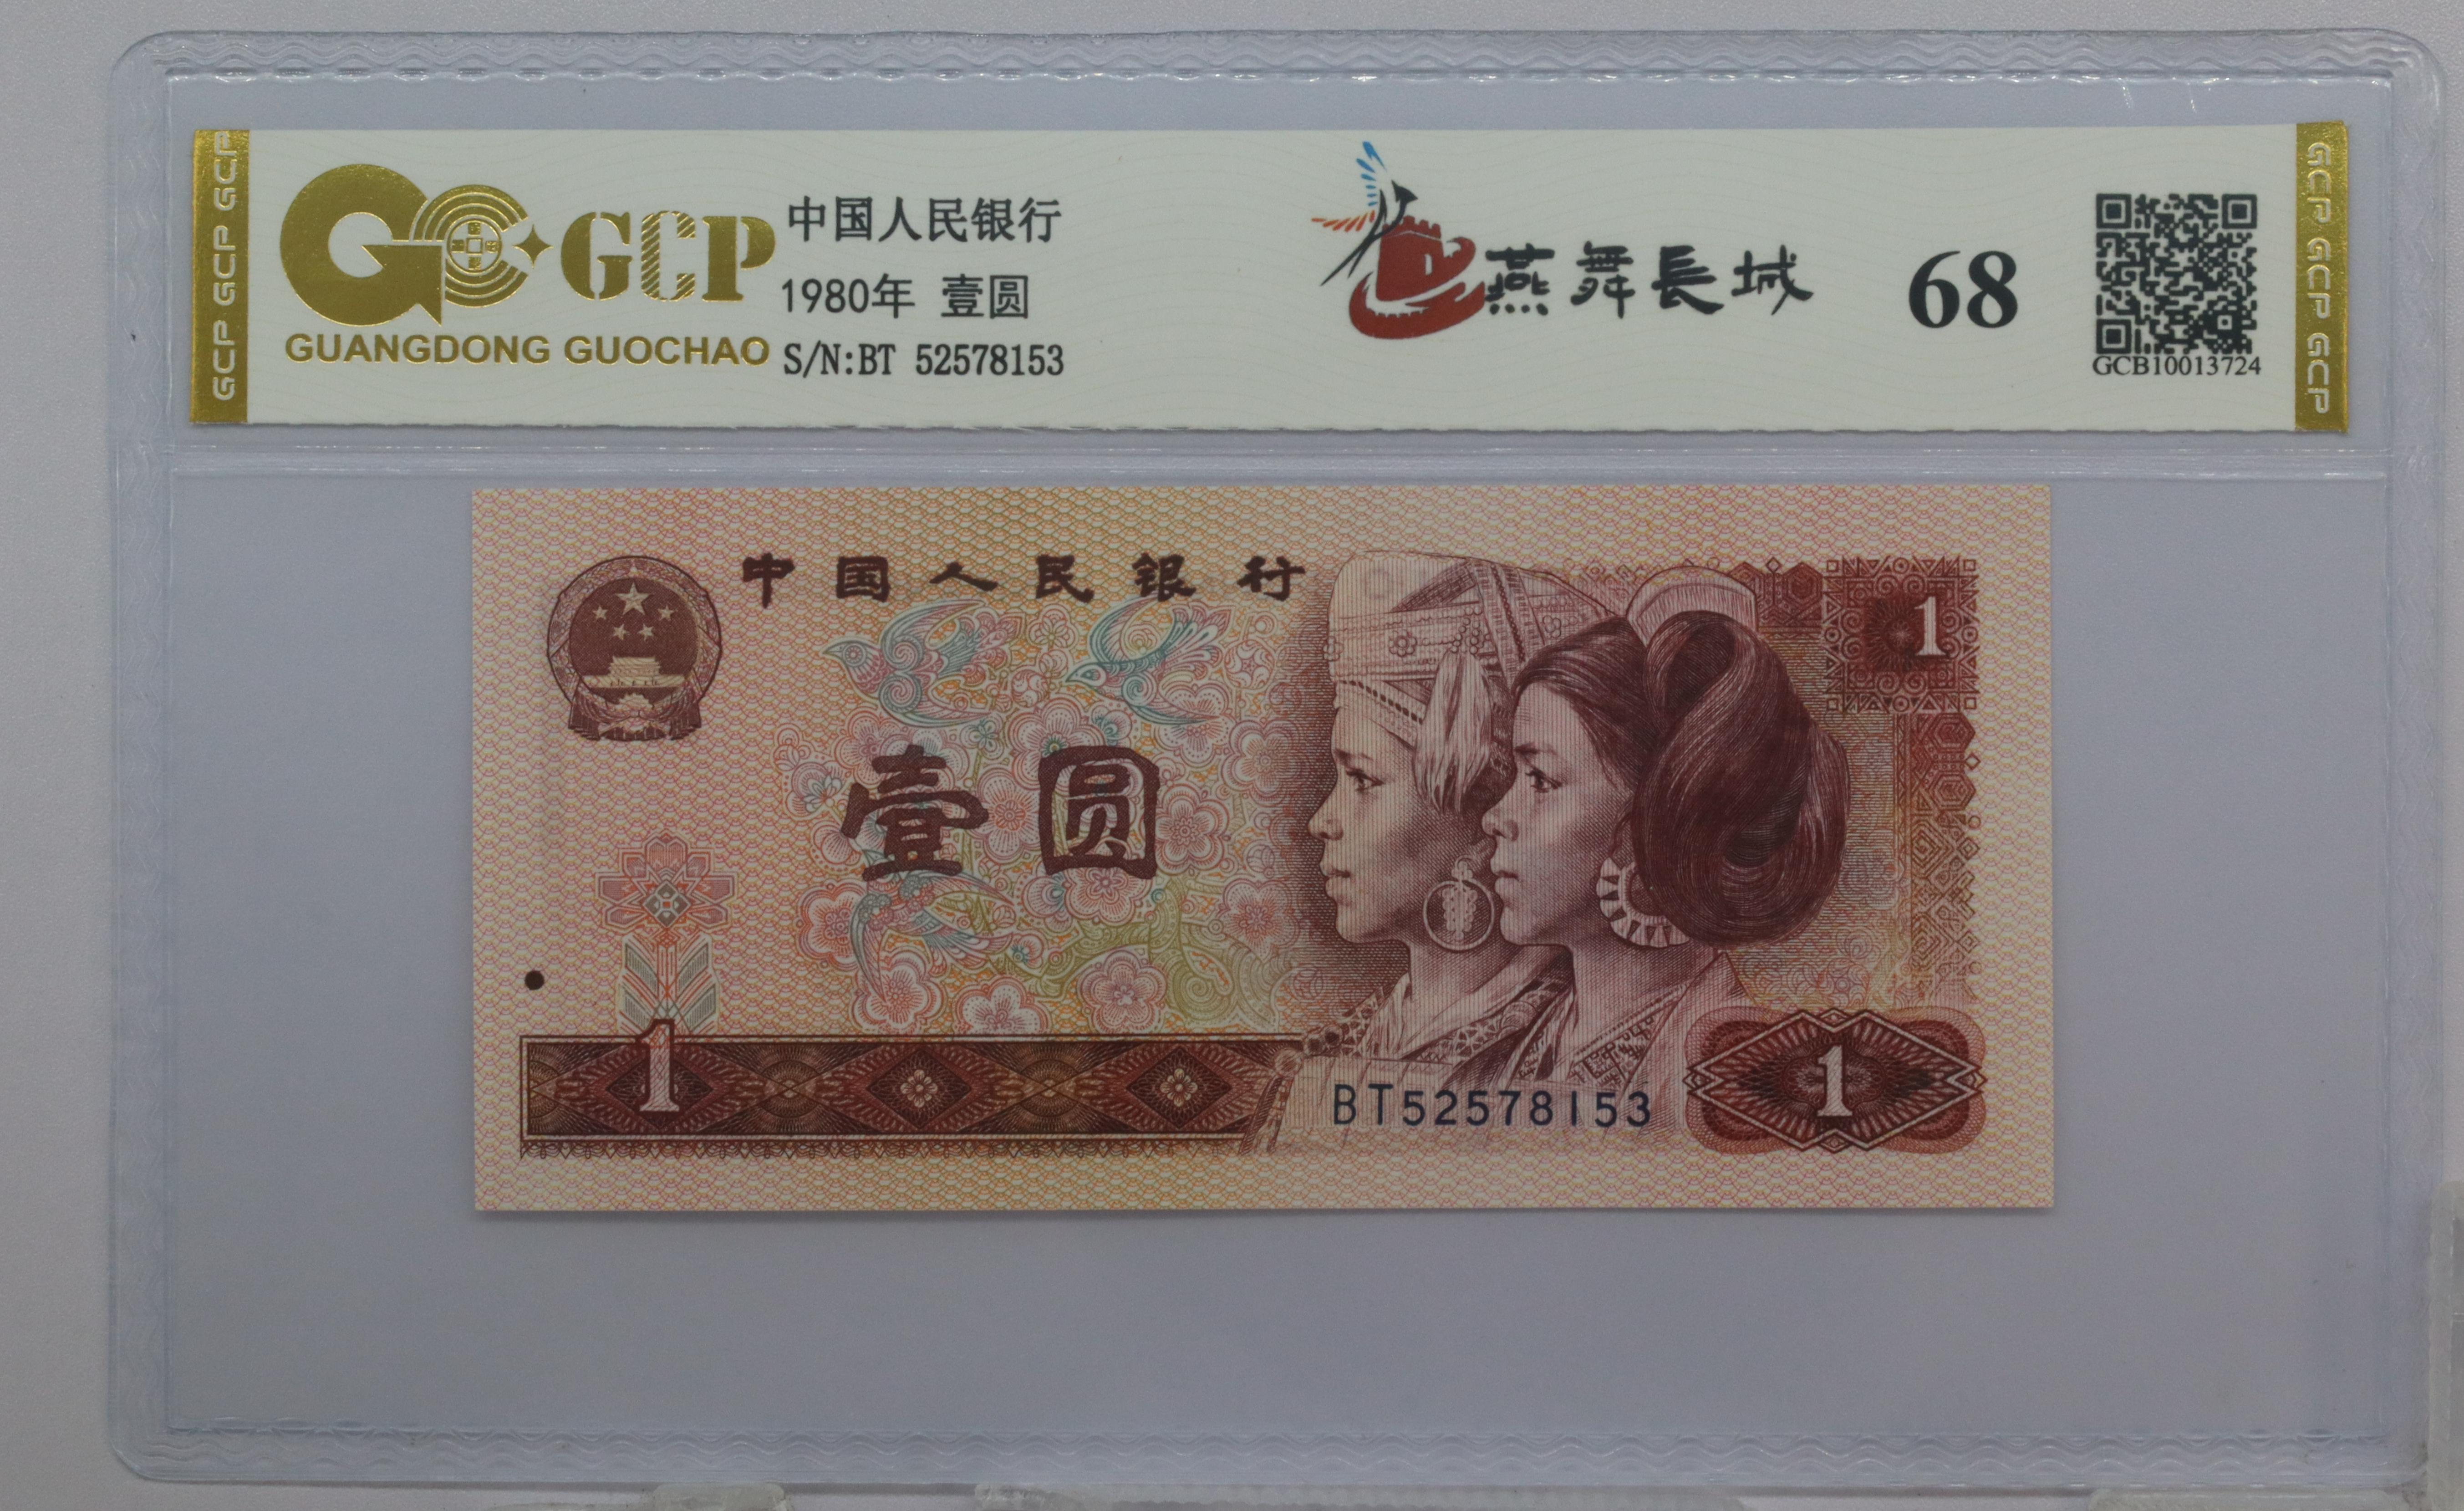 GCP GCP GCP
GCP
GUANGDONG GUOCHAO
中国人民银行
1980年 壹圆
S/N:BT 52578153
燕舞長城
68
GCB10013724
GCP GCP GCP
中国人民银行
1
壹圆
1
BT52578153
1